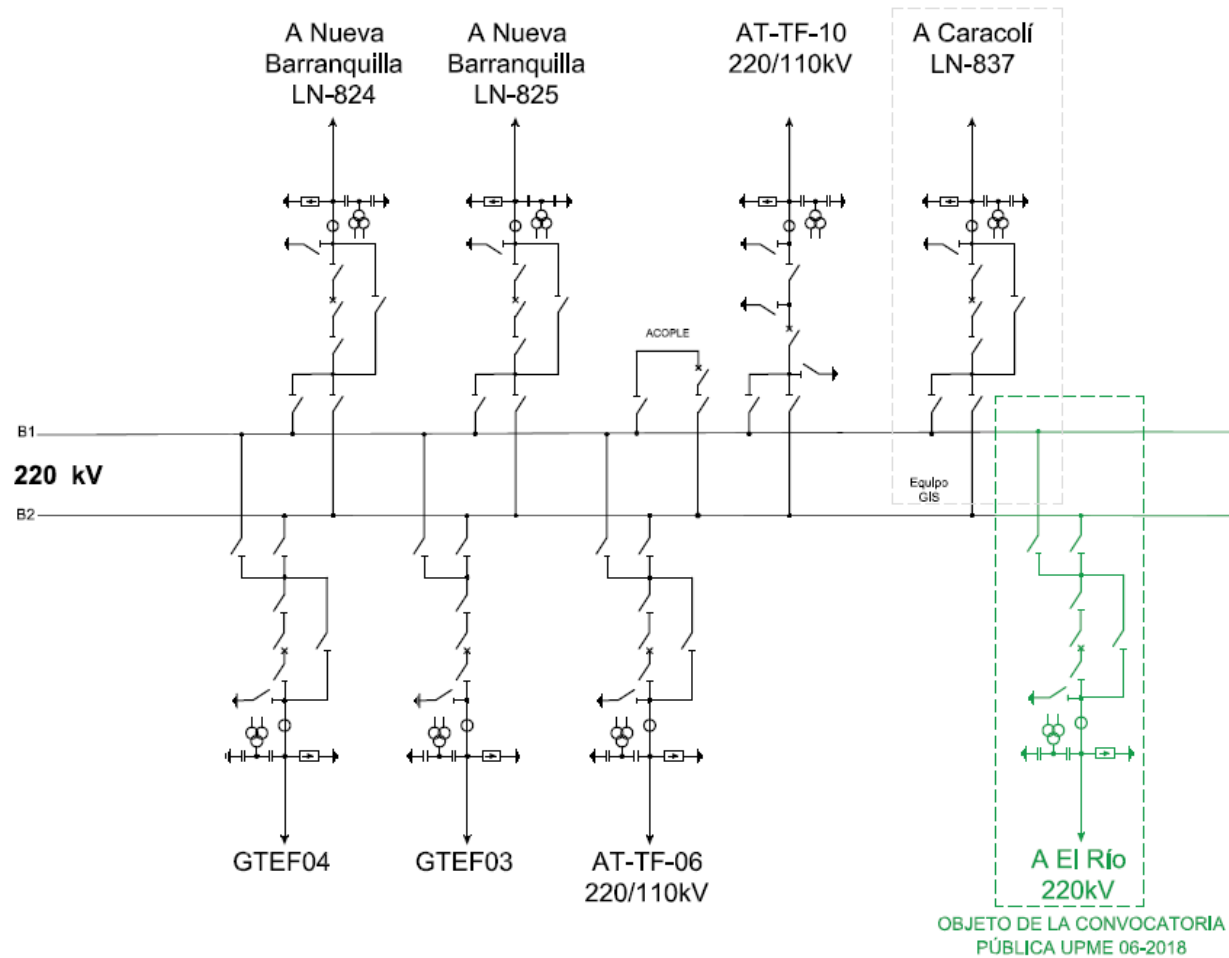 A Nueva
Barranquilla
LN-824
A Nueva
Barranquilla
LN-825
AT-TF-10
220/110kV
A Caracolí
LN-837
ACOPLE
B1
220 kV
B2
Equipo
GIS
GTEF04
GTEF03
AT-TF-06
220/110kV
A El Río
220kV
OBJETO DE LA CONVOCATORIA
PÚBLICA UPME 06-2018